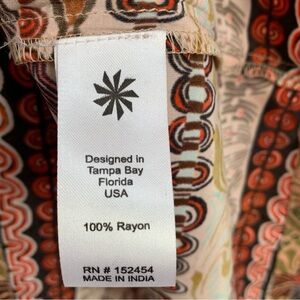 Designed in
Tampa Bay
Florida
USA
100% Rayon
RN # 152454
MADE IN INDIA